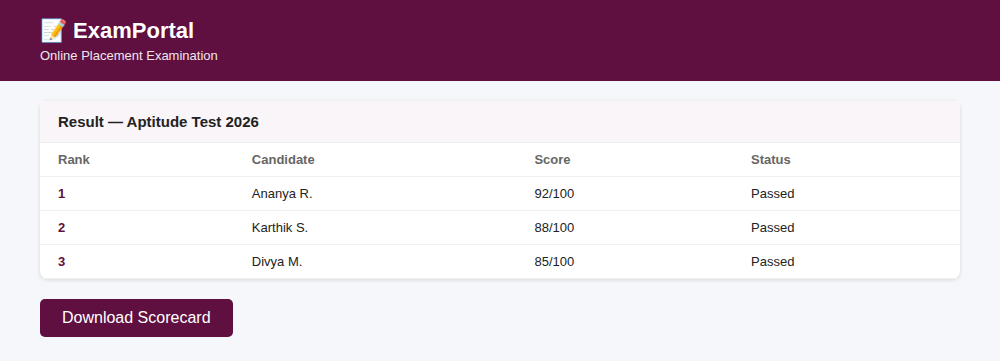 📝 ExamPortal
Online Placement Examination
Result — Aptitude Test 2026
Rank Candidate Score Status
1 Ananya R. 92/100 Passed
2 Karthik S. 88/100 Passed
3 Divya M. 85/100 Passed
Download Scorecard